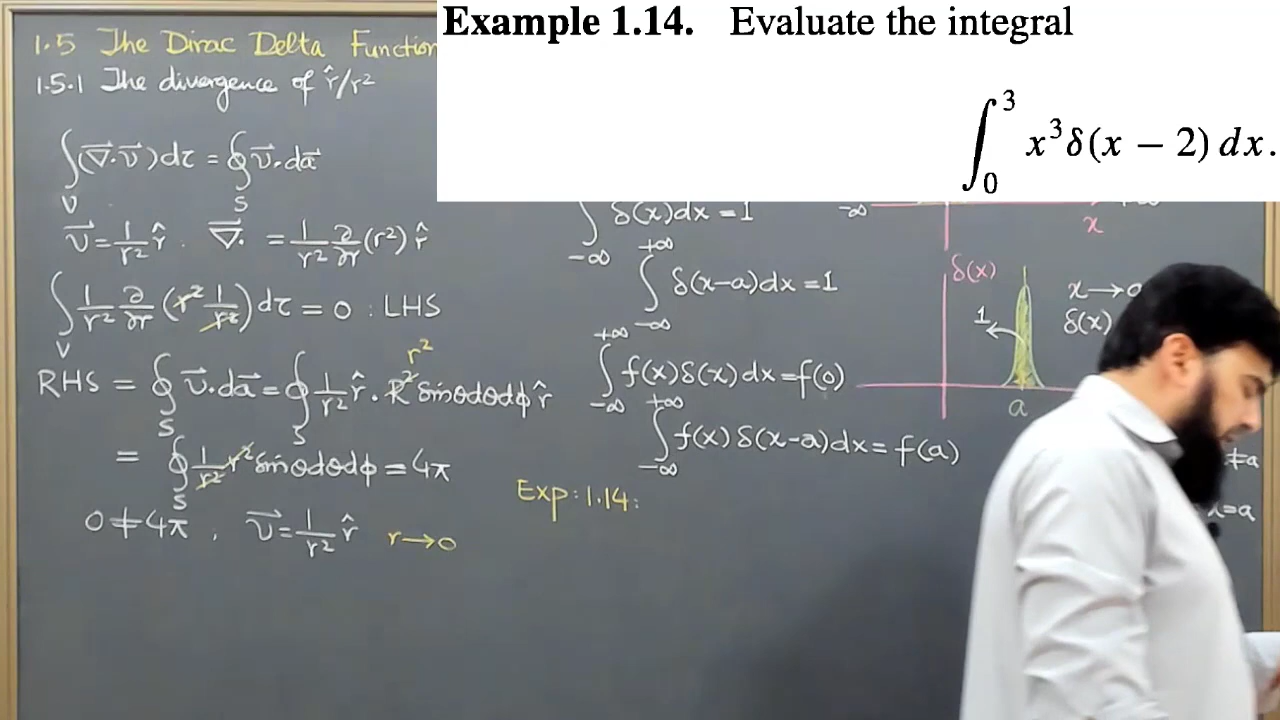 Example 1.14. Evaluate the integral
∫₀³ x³δ(x − 2) dx.
1.5 The Dirac Delta Function
1.5.1 The divergence of r̂/r²
∫_V (∇⃗.v⃗)dτ = ∮_S v⃗.da⃗
v⃗ = 1/r² r̂ . ∇⃗. = 1/r² ∂/∂r (r²) r̂
∫_V 1/r² ∂/∂r (r² 1/r²) dτ = 0 : LHS
r²
RHS = ∮_S v⃗.da⃗ = ∮_S 1/r² r̂ . R² sinθdθdϕ r̂
= ∮_S 1/r² r² sinθdθdϕ = 4π
0 ≠ 4π , v⃗ = 1/r² r̂ r→0
∫_{-∞} δ(x)dx = 1
∫_{-∞}^{+∞} δ(x-a)dx = 1
∫_{-∞}^{+∞} f(x)δ(x)dx = f(0)
∫_{-∞}^{+∞} f(x) δ(x-a)dx = f(a)
Exp: 1.14:
-∞
x
δ(x)
1
a
x→
δ(x)
≠a
=a